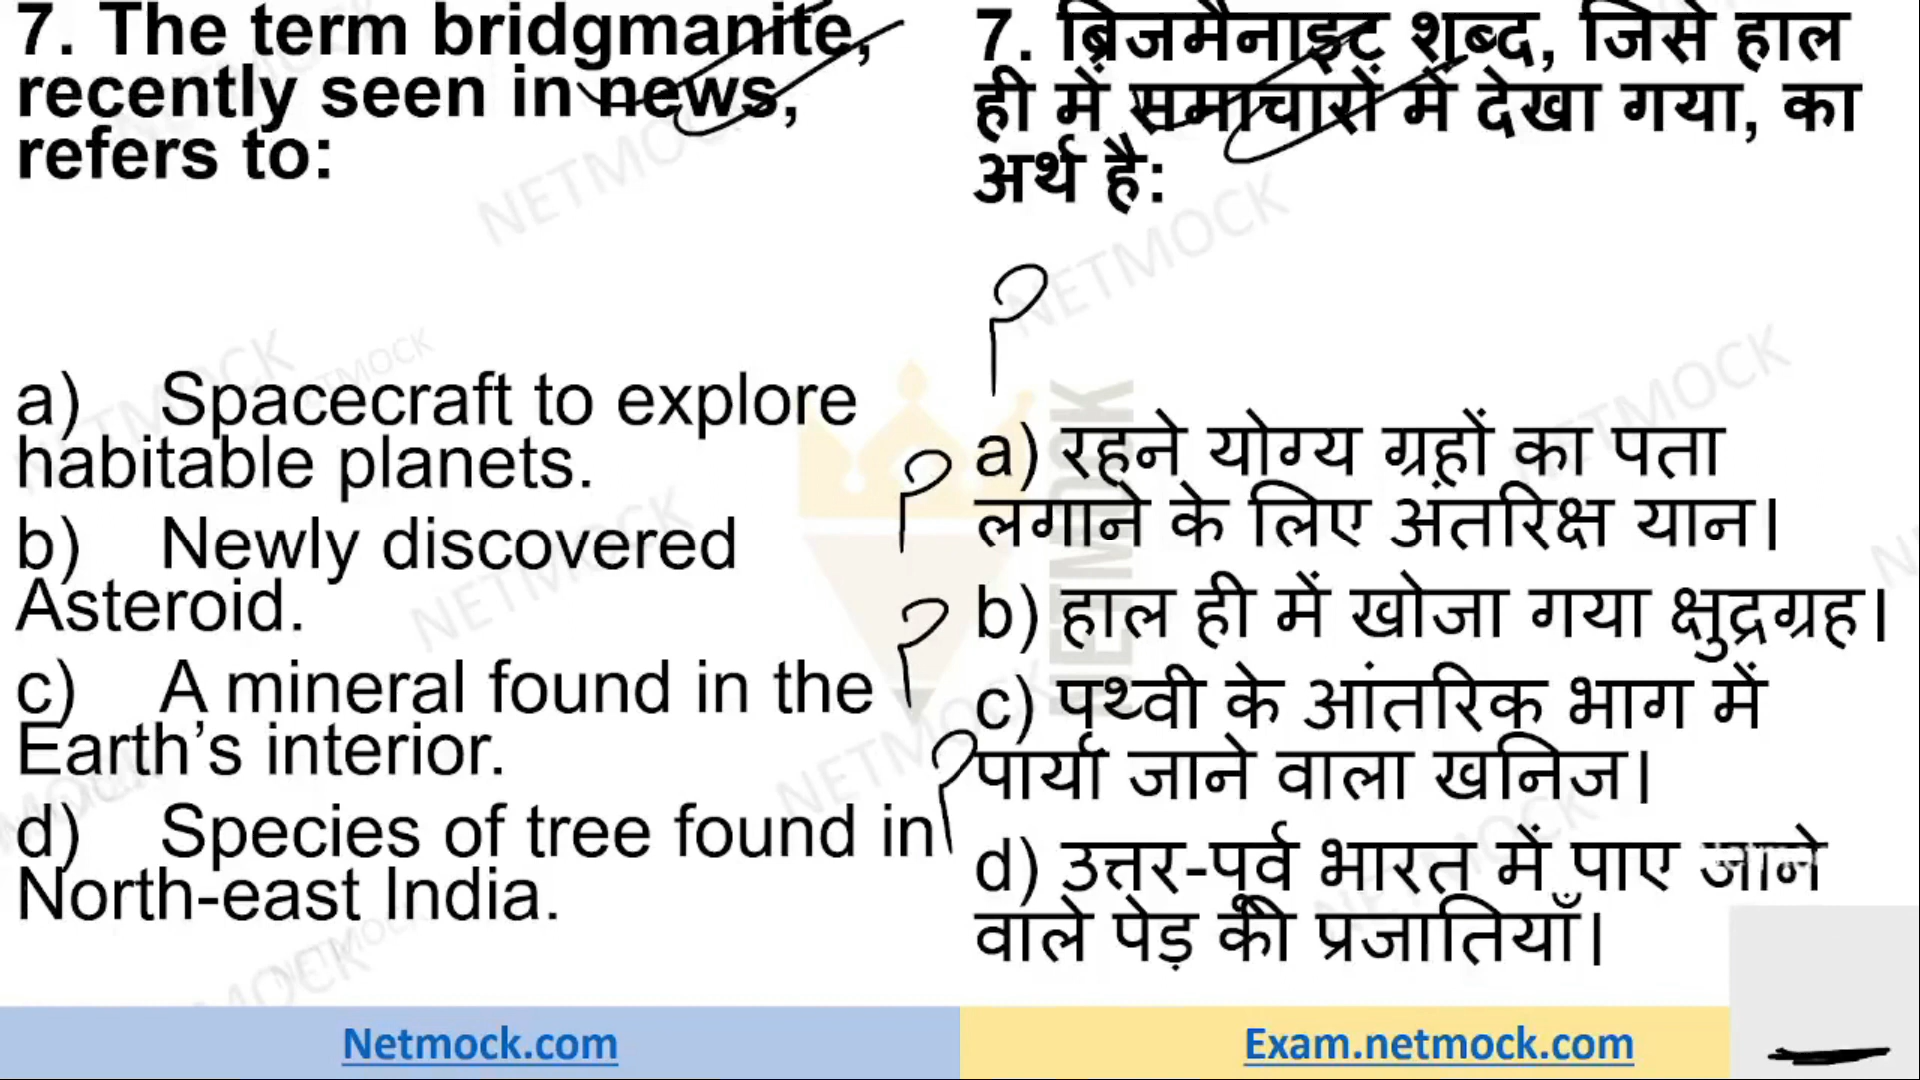 7. The term bridgmanite,
recently seen in news,
refers to:
a) Spacecraft to explore
habitable planets.
b) Newly discovered
Asteroid.
c) A mineral found in the
Earth’s interior.
d) Species of tree found in
North-east India.
7. ब्रिजमैनाइट शब्द, जिसे हाल
ही में समाचारों में देखा गया, का
अर्थ है:
a) रहने योग्य ग्रहों का पता
लगाने के लिए अंतरिक्ष यान।
b) हाल ही में खोजा गया क्षुद्रग्रह।
c) पृथ्वी के आंतरिक भाग में
पाया जाने वाला खनिज।
d) उत्तर-पूर्व भारत में पाए जाने
वाले पेड़ की प्रजातियाँ।
NETMOCK
Netmock.com
Exam.netmock.com